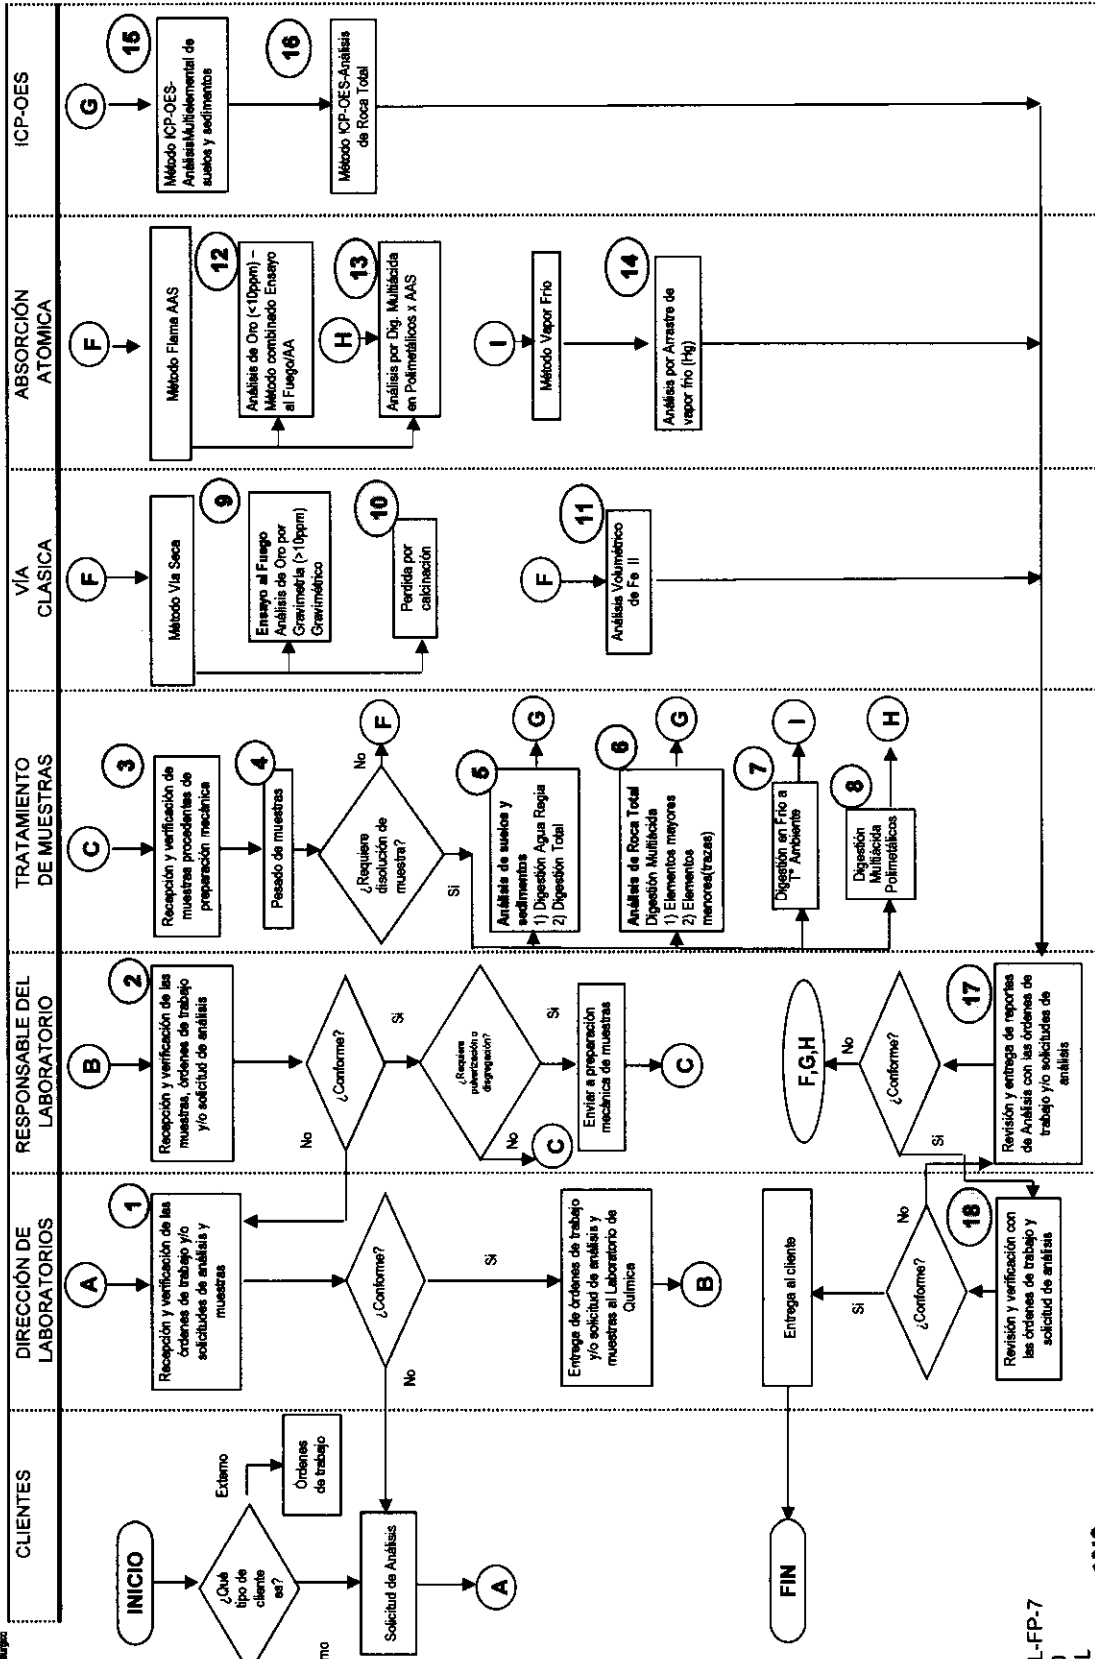 CLIENTES
INICIO
¿Qué
tipo de
cliente
es?
Externo
Órdenes
de trabajo
Solicitud de Análisis
A
FIN
DIRECCIÓN DE
LABORATORIOS
A
1
Recepción y verificación de las
órdenes de trabajo y/o
solicitudes de análisis y
muestras
¿Conforme?
No
Si
Entrega de órdenes de trabajo
y/o solicitud de análisis y
muestras al Laboratorio de
Química
B
Entrega al cliente
Si
¿Conforme?
No
18
Revisión y verificación con
las órdenes de trabajo y
solicitud de análisis
RESPONSABLE DEL
LABORATORIO
B
2
Recepción y verificación de las
muestras, órdenes de trabajo
y/o solicitud de análisis
¿Conforme?
No
Si
¿Requiere
pulverización o
disgregación?
No
Si
C
Enviar a preparación
mecánica de muestras
C
F,G,H
No
¿Conforme?
Si
17
Revisión y entrega de reportes
de Análisis con las órdenes de
trabajo y/o solicitudes de
análisis
TRATAMIENTO
DE MUESTRAS
C
3
Recepción y verificación de
muestras procedentes de
preparación mecánica
4
Pesado de muestras
¿Requiere
disolución de
muestra?
No
F
Si
5
Análisis de suelos y
sedimentos
1) Digestión Agua Regia
2) Digestión Total
G
6
Análisis de Roca Total
Digestión Multiácida
1) Elementos mayores
2) Elementos
menores(trazas)
G
7
Digestión en Frío a
T° Ambiente
I
8
Digestión
Multiácida
Polimetálicos
H
VÍA
CLASICA
F
Método Vía Seca
9
Ensayo al Fuego
Análisis de Oro por
Gravimetría (>10ppm)
Gravimétrico
10
Perdida por
calcinación
F
11
Análisis Volumétrico
de Fe II
ABSORCIÓN
ATOMICA
F
Método Flama AAS
12
Análisis de Oro (<10ppm) –
Método combinado Ensayo
al Fuego/AA
H
13
Análisis por Dig. Multiácida
en Polimetálicos x AAS
I
Método Vapor Frío
14
Análisis por Arrastre de
vapor frío (Hg)
ICP-OES
G
15
Método ICP-OES-
AnálisisMultielemental de
suelos y sedimentos
16
Método ICP-OES-Análisis
de Roca Total
L-FP-7